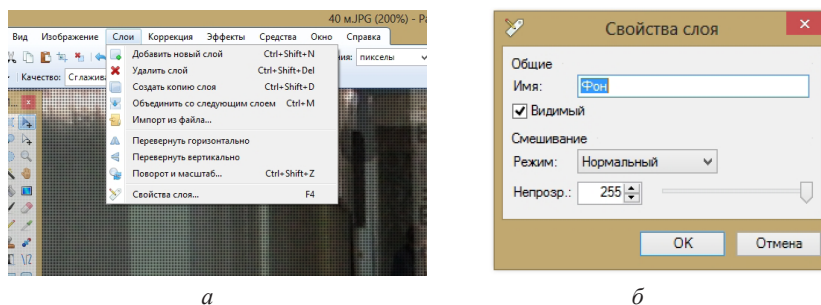 40 м.JPG (200%) - Pa
Вид Изображение Слои Коррекция Эффекты Средства Окно Справка
пикселы
Качество:
Добавить новый слой Ctrl+Shift+N
Удалить слой Ctrl+Shift+Del
Создать копию слоя Ctrl+Shift+D
Объединить со следующим слоем Ctrl+M
Импорт из файла...
Перевернуть горизонтально
Перевернуть вертикально
Поворот и масштаб... Ctrl+Shift+Z
Свойства слоя... F4
а
Свойства слоя
Общие
Имя: Фон
Видимый
Смешивание
Режим: Нормальный
Непрозр.: 255
OK Отмена
б